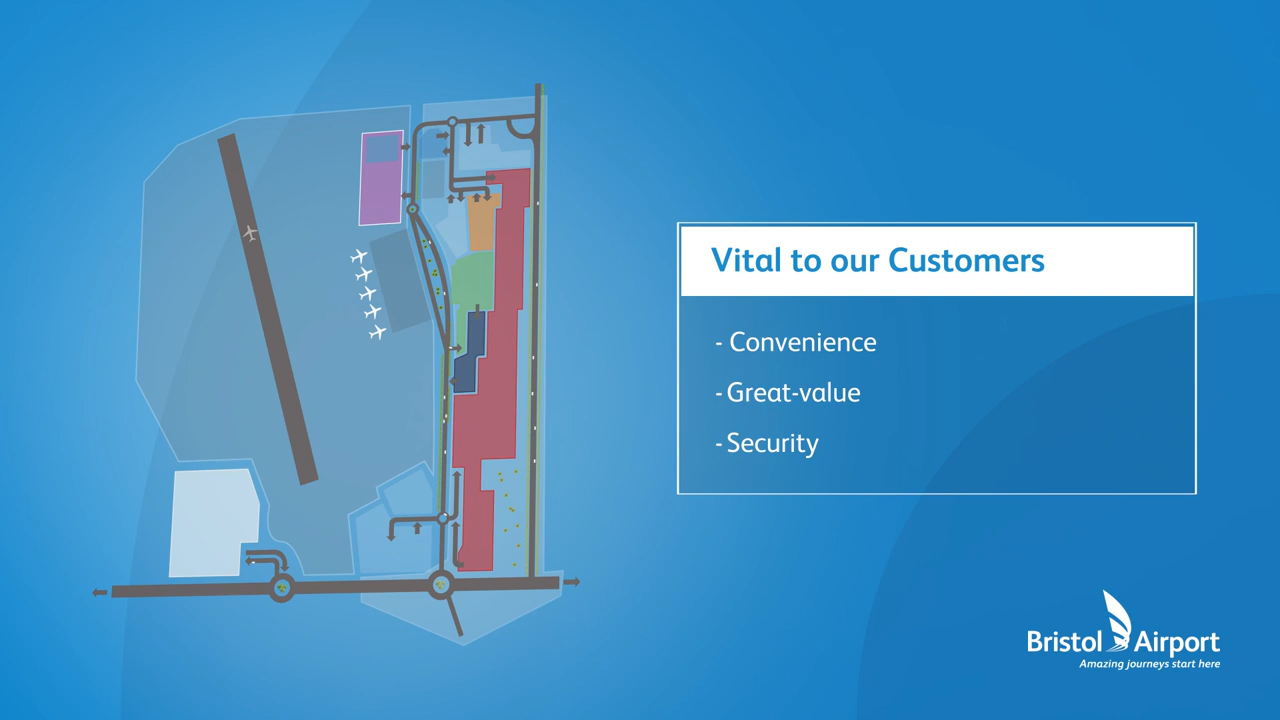 Vital to our Customers
- Convenience
- Great-value
- Security
Bristol Airport
Amazing journeys start here